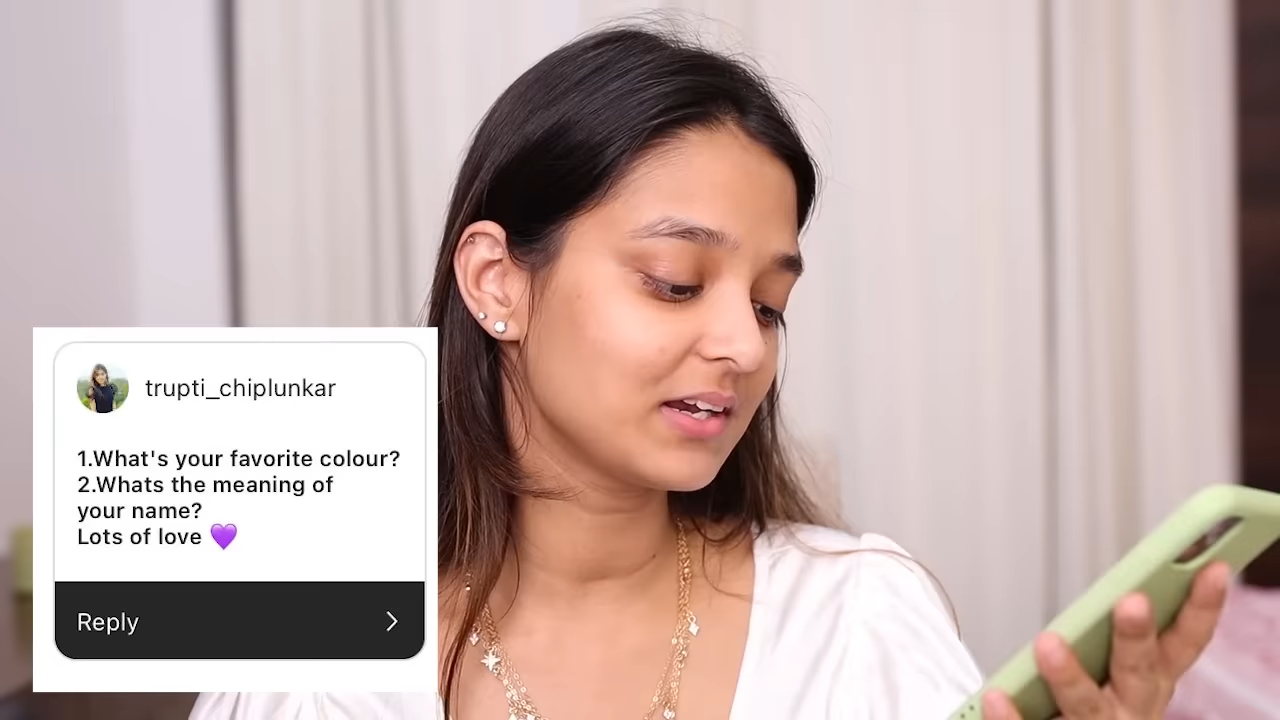 trupti_chiplunkar
1.What's your favorite colour?
2.Whats the meaning of
your name?
Lots of love 💜
Reply